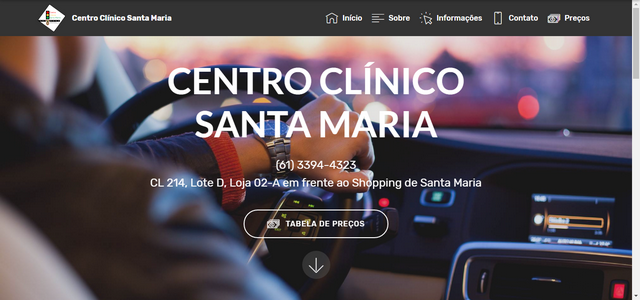 Centro Clínico Santa Maria
Início
Sobre
Informações
Contato
Preços
CENTRO CLÍNICO
SANTA MARIA
(61) 3394-4323
CL 214, Lote D, Loja 02-A em frente ao Shopping de Santa Maria
TABELA DE PREÇOS